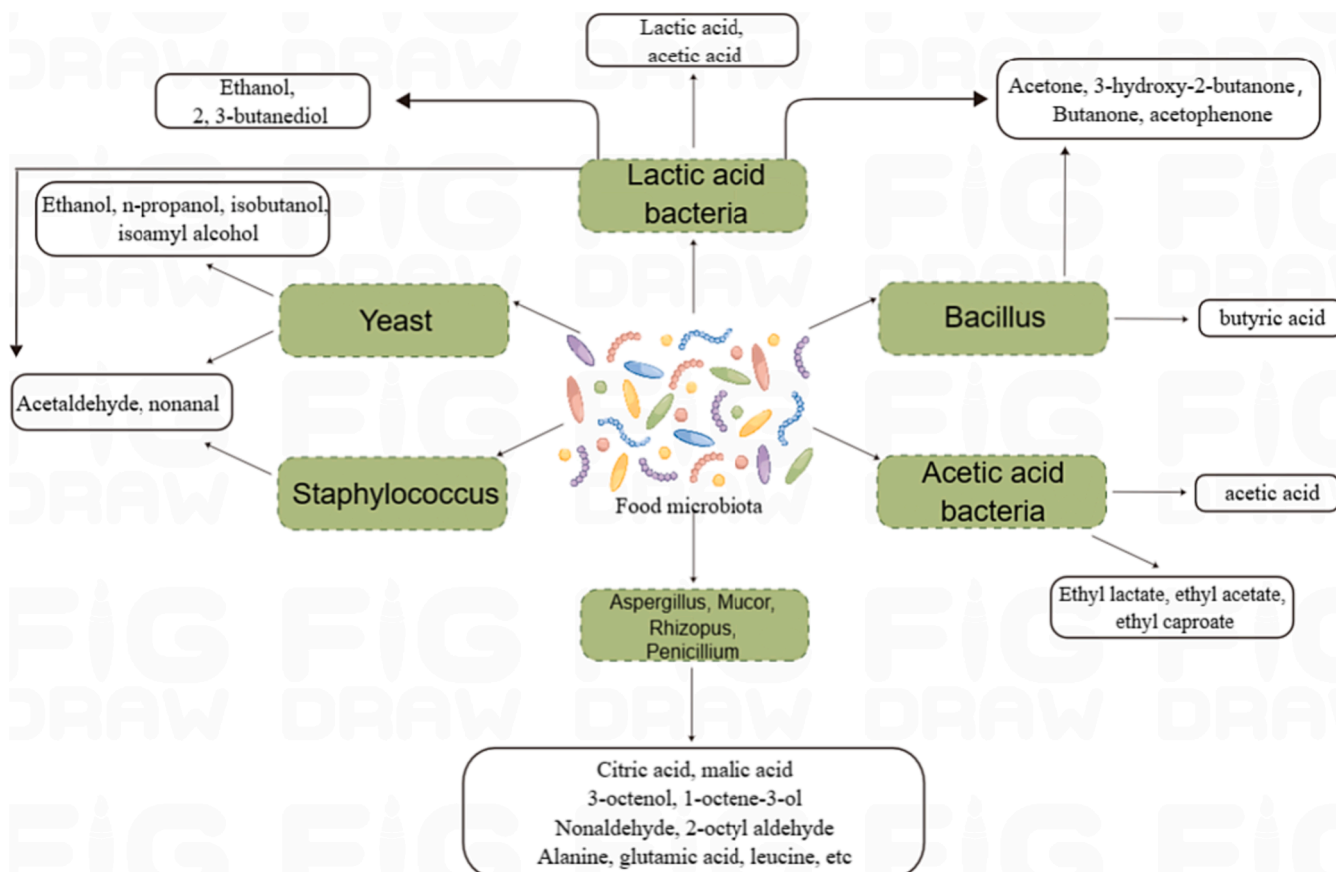 Lactic acid,
acetic acid
Ethanol,
2, 3-butanediol
Acetone, 3-hydroxy-2-butanone,
Butanone, acetophenone
Lactic acid
bacteria
Ethanol, n-propanol, isobutanol,
isoamyl alcohol
Yeast
Bacillus
butyric acid
Acetaldehyde, nonanal
Staphylococcus
Food microbiota
Acetic acid
bacteria
acetic acid
Ethyl lactate, ethyl acetate,
ethyl caproate
Aspergillus, Mucor,
Rhizopus,
Penicillium
Citric acid, malic acid
3-octenol, 1-octene-3-ol
Nonaldehyde, 2-octyl aldehyde
Alanine, glutamic acid, leucine, etc
FIG
DRAW